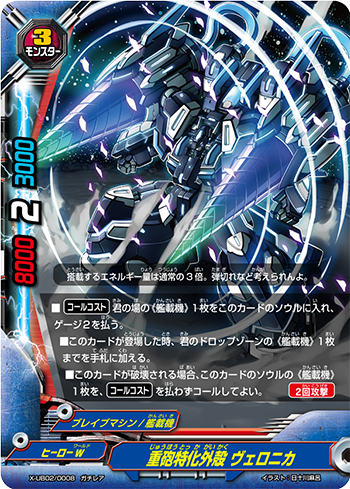 3
モンスター
8000 2 3000
搭載するエネルギー量は通常の3倍。弾切れなど考えられんよ。
■コールコスト 君の場の《艦載機》1枚をこのカードのソウルに入れ、
ゲージ2を払う。
■このカードが登場した時、君のドロップゾーンの《艦載機》1枚
までを手札に加える。
■このカードが破壊される場合、このカードのソウルの《艦載機》
1枚を、コールコスト を払わずコールしてよい。
2回攻撃
ブレイブマシン/艦載機
ヒーローW
重砲特化外殻 ヴェロニカ
X-UB02/0008 ガチレア
イラスト:日十川麻呂